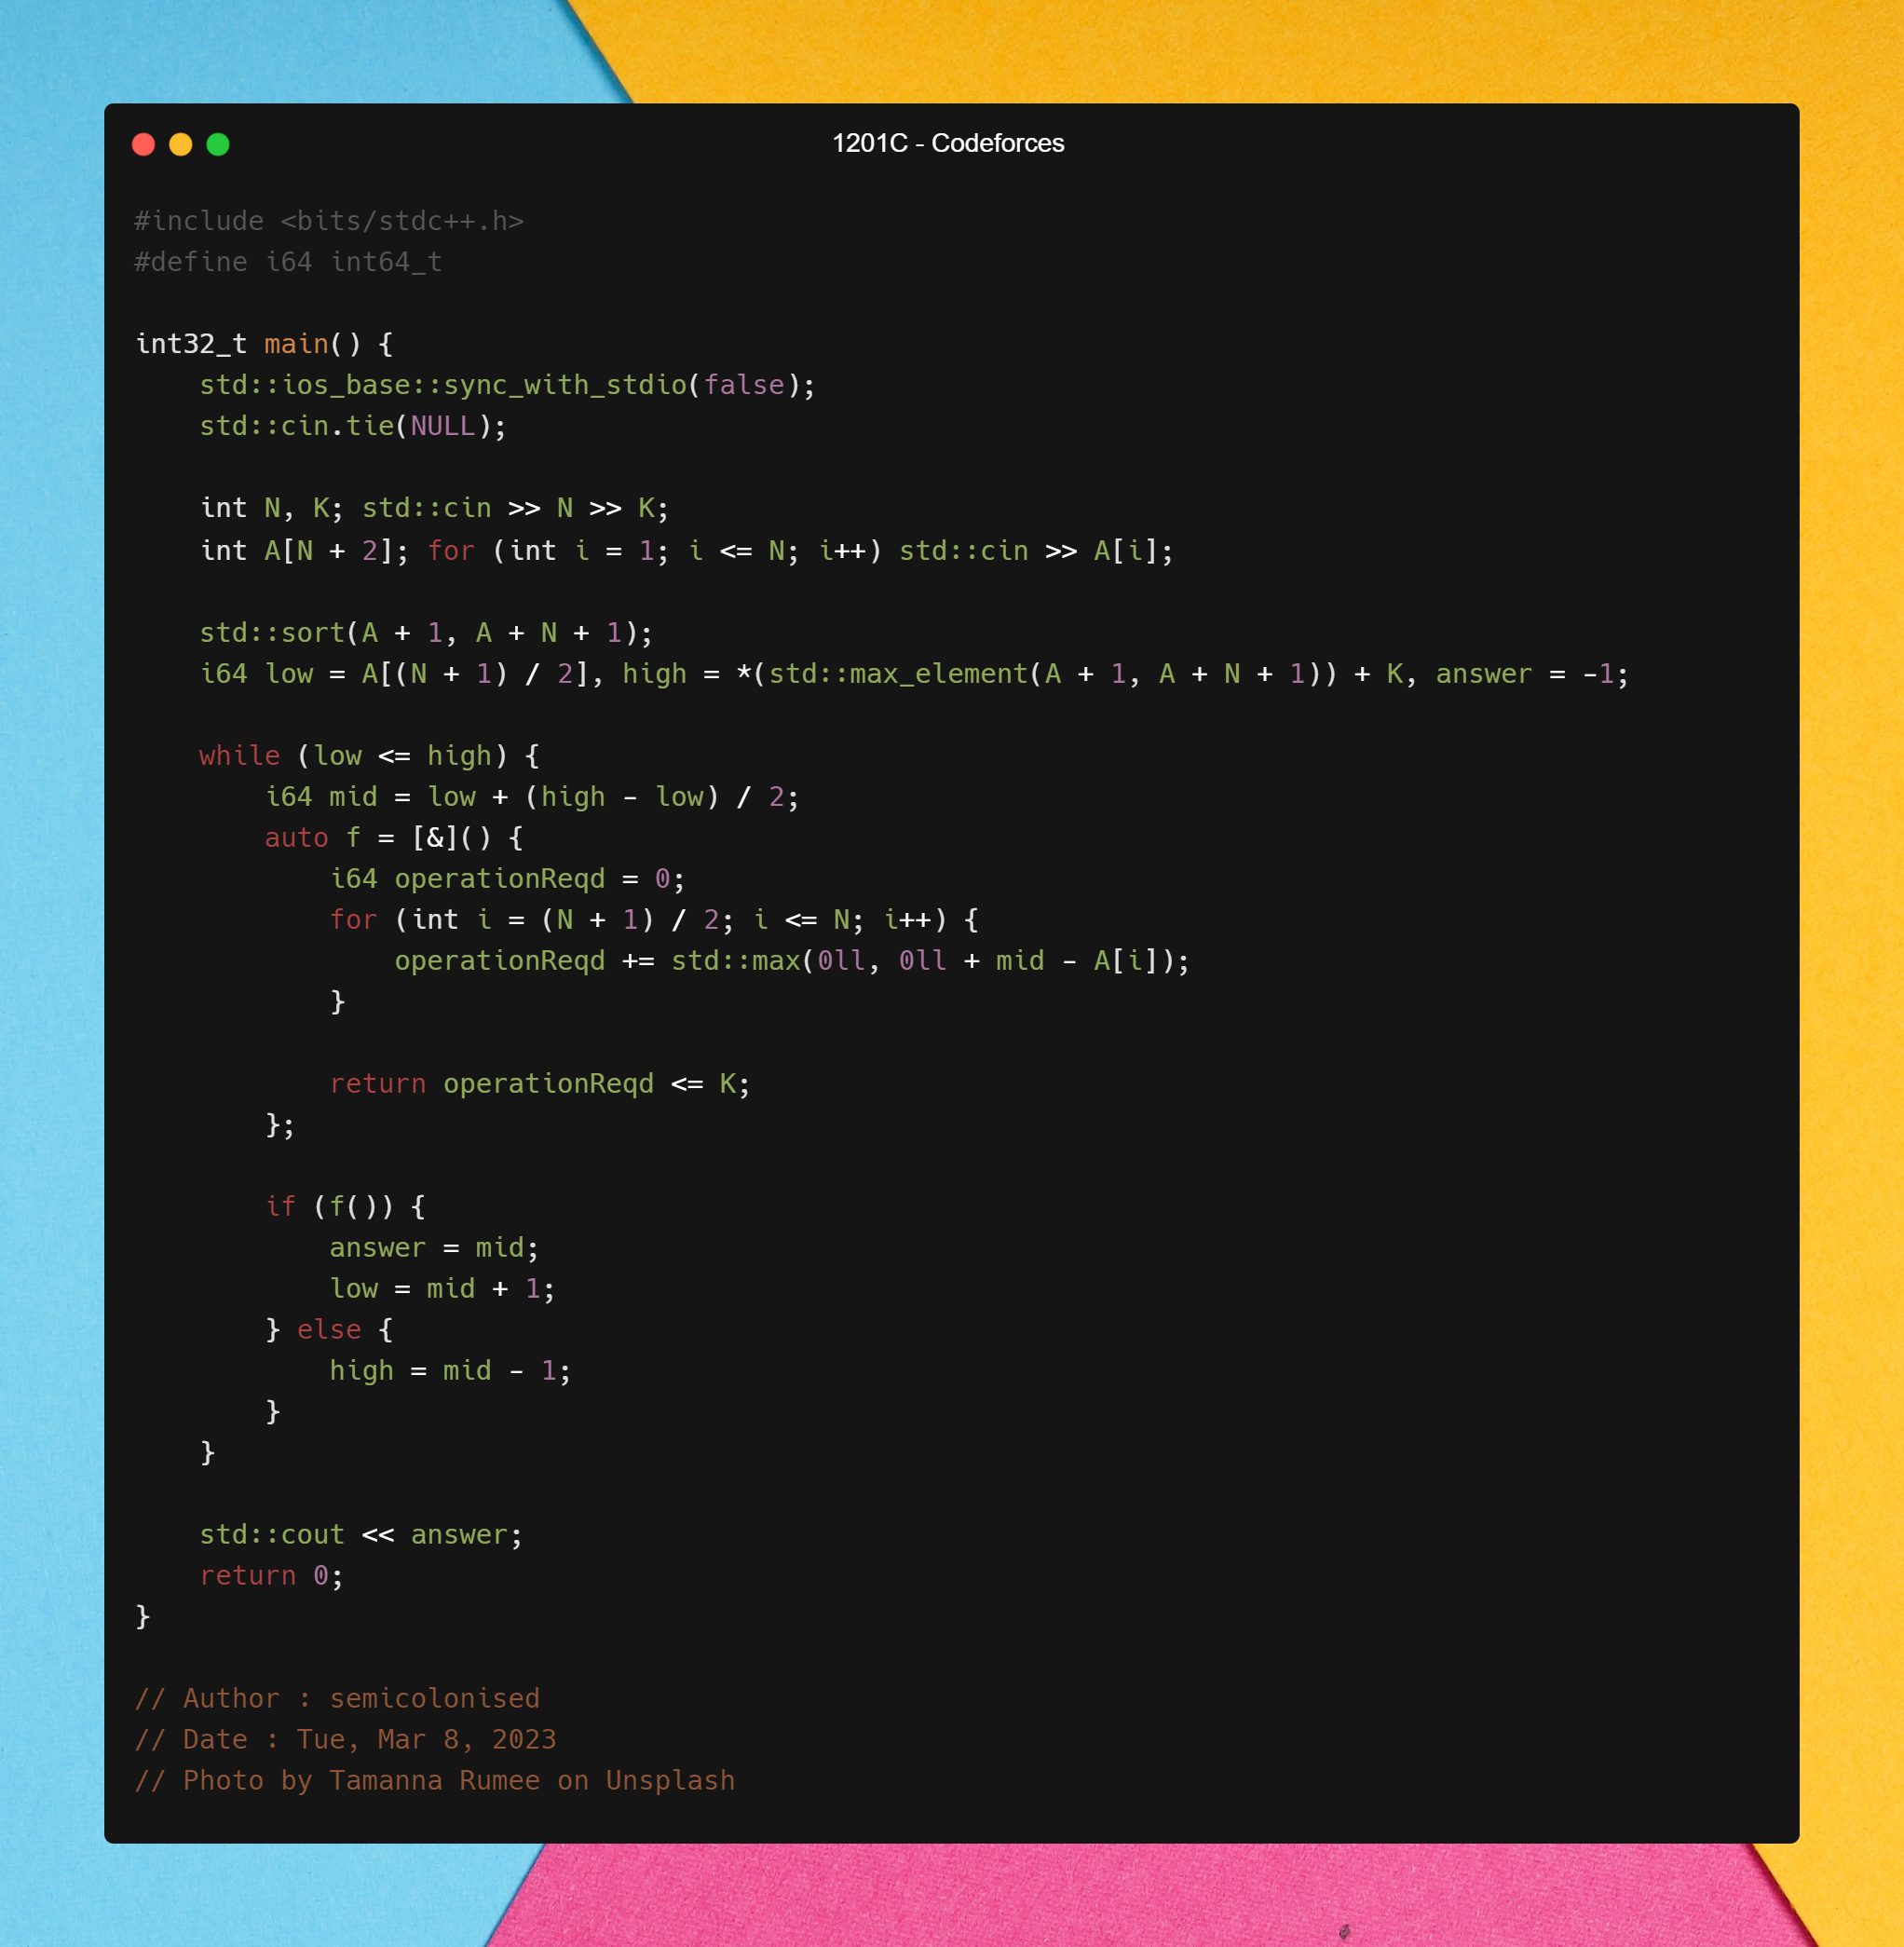 1201C - Codeforces
#include <bits/stdc++.h>
#define i64 int64_t
int32_t main() {
    std::ios_base::sync_with_stdio(false);
    std::cin.tie(NULL);
    int N, K; std::cin >> N >> K;
    int A[N + 2]; for (int i = 1; i <= N; i++) std::cin >> A[i];
    std::sort(A + 1, A + N + 1);
    i64 low = A[(N + 1) / 2], high = *(std::max_element(A + 1, A + N + 1)) + K, answer = -1;
    while (low <= high) {
        i64 mid = low + (high - low) / 2;
        auto f = [&]() {
            i64 operationReqd = 0;
            for (int i = (N + 1) / 2; i <= N; i++) {
                operationReqd += std::max(0ll, 0ll + mid - A[i]);
            }
            return operationReqd <= K;
        };
        if (f()) {
            answer = mid;
            low = mid + 1;
        } else {
            high = mid - 1;
        }
    }
    std::cout << answer;
    return 0;
}
// Author : semicolonised
// Date : Tue, Mar 8, 2023
// Photo by Tamanna Rumee on Unsplash